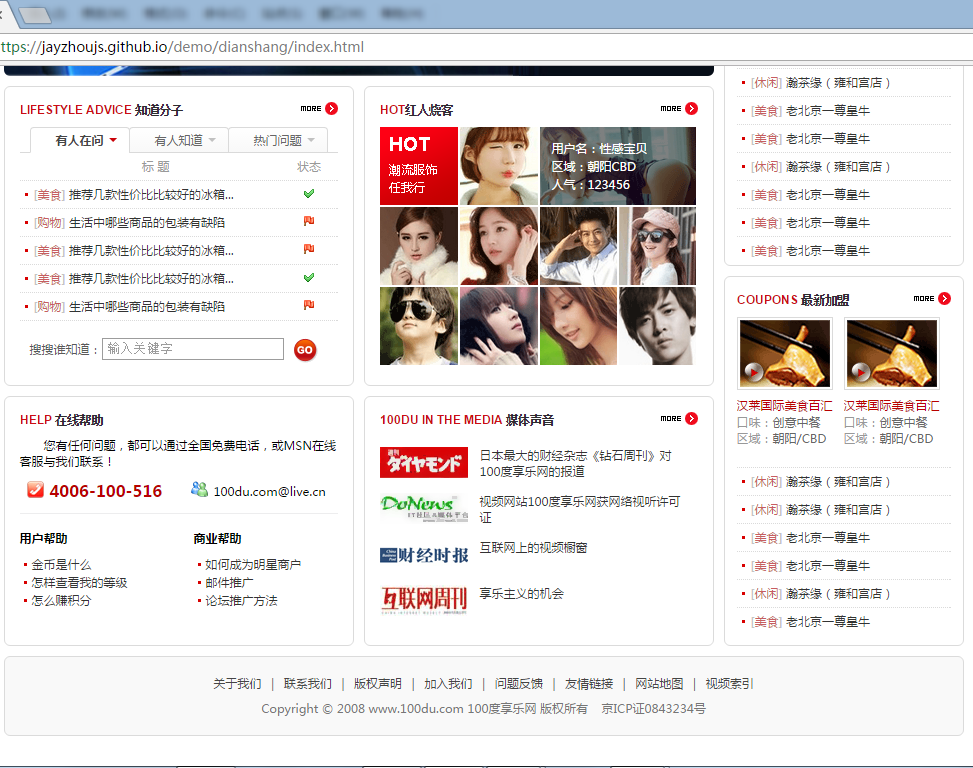 ttps://jayzhoujs.github.io/demo/dianshang/index.html
LIFESTYLE ADVICE 知道分子
MORE
有人在问
有人知道
热门问题
标 题
状态
[美食] 推荐几款性价比比较好的冰箱...
[购物] 生活中哪些商品的包装有缺陷
[美食] 推荐几款性价比比较好的冰箱...
[美食] 推荐几款性价比比较好的冰箱...
[购物] 生活中哪些商品的包装有缺陷
搜搜谁知道：
输入关键字
GO
HOT红人烧客
MORE
HOT
潮流服饰
任我行
用户名：性感宝贝
区域：朝阳CBD
人气：123456
[休闲] 瀚茶缘（雍和宫店）
[美食] 老北京一尊皇牛
[美食] 老北京一尊皇牛
[休闲] 瀚茶缘（雍和宫店）
[美食] 老北京一尊皇牛
[美食] 老北京一尊皇牛
[美食] 老北京一尊皇牛
COUPONS 最新加盟
MORE
汉莱国际美食百汇
口味：创意中餐
区域：朝阳/CBD
汉莱国际美食百汇
口味：创意中餐
区域：朝阳/CBD
[休闲] 瀚茶缘（雍和宫店）
[休闲] 瀚茶缘（雍和宫店）
[美食] 老北京一尊皇牛
[美食] 老北京一尊皇牛
[休闲] 瀚茶缘（雍和宫店）
[美食] 老北京一尊皇牛
HELP 在线帮助
您有任何问题，都可以通过全国免费电话，或MSN在线
客服与我们联系！
4006-100-516
100du.com@live.cn
用户帮助
金币是什么
怎样查看我的等级
怎么赚积分
商业帮助
如何成为明星商户
邮件推广
论坛推广方法
100DU IN THE MEDIA 媒体声音
MORE
週刊
ダイヤモンド
日本最大的财经杂志《钻石周刊》对
100度享乐网的报道
DoNews
IT社区&媒体平台
视频网站100度享乐网获网络视听许可
证
财经时报
互联网上的视频橱窗
互联网周刊
享乐主义的机会
关于我们 | 联系我们 | 版权声明 | 加入我们 | 问题反馈 | 友情链接 | 网站地图 | 视频索引
Copyright © 2008 www.100du.com 100度享乐网 版权所有 京ICP证0843234号